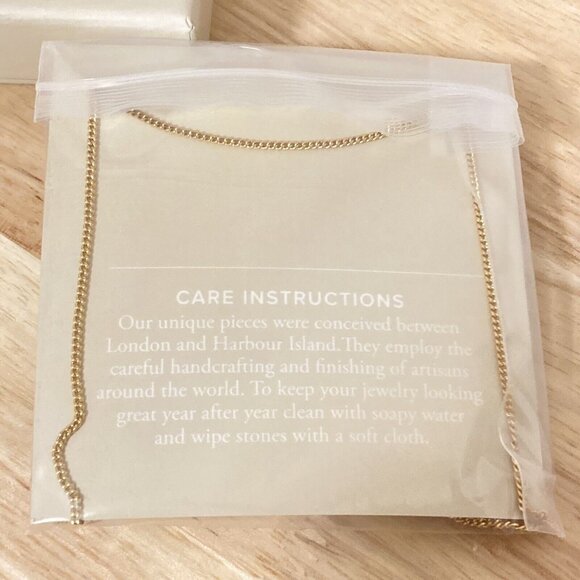 CARE INSTRUCTIONS
Our unique pieces were conceived between
London and Harbour Island.They employ the
careful handcrafting and finishing of artisans
around the world. To keep your jewelry looking
great year after year clean with soapy water
and wipe stones with a soft cloth.